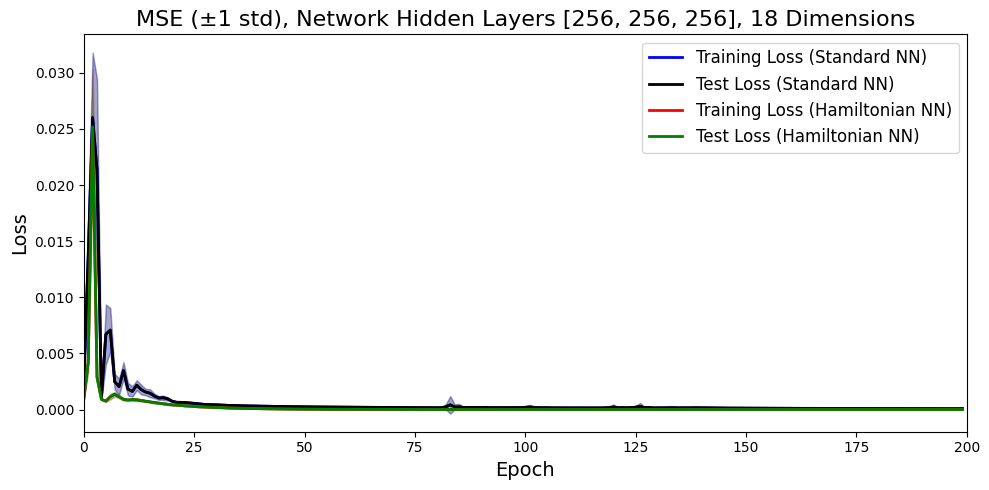 MSE (±1 std), Network Hidden Layers [256, 256, 256], 18 Dimensions
Training Loss (Standard NN)
Test Loss (Standard NN)
Training Loss (Hamiltonian NN)
Test Loss (Hamiltonian NN)
Loss
0.030
0.025
0.020
0.015
0.010
0.005
0.000
0 25 50 75 100 125 150 175 200
Epoch